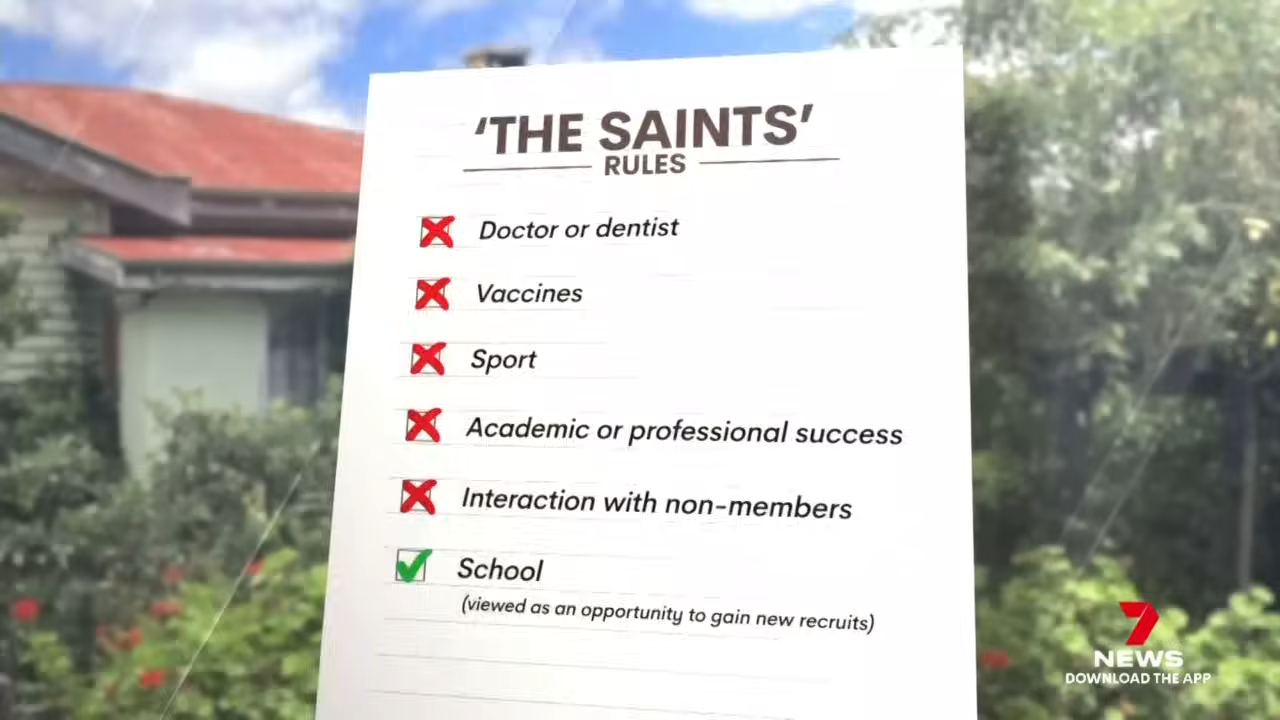 ‘THE SAINTS’
RULES
Doctor or dentist
Vaccines
Sport
Academic or professional success
Interaction with non-members
School
(viewed as an opportunity to gain new recruits)
7
NEWS
DOWNLOAD THE APP